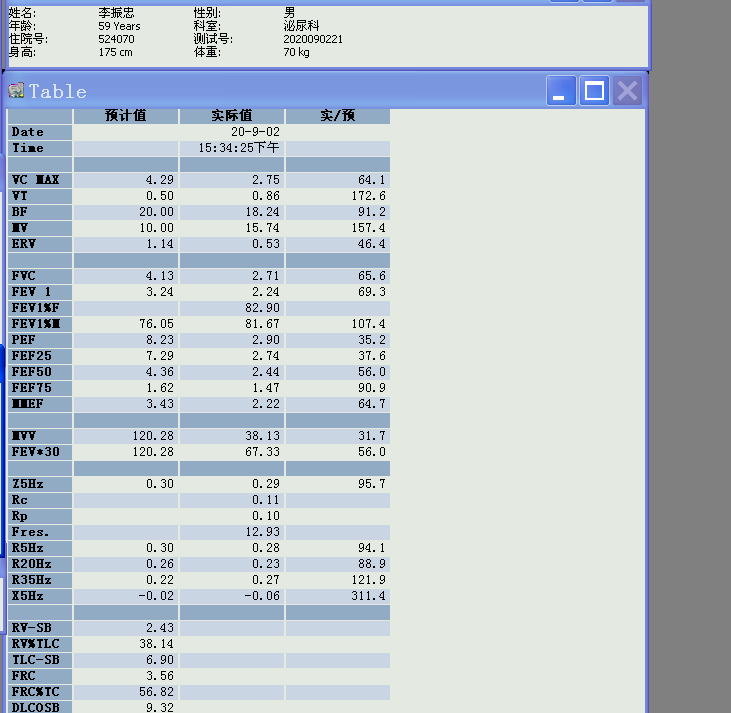 姓名: 李振忠 性别: 男
年龄: 59 Years 科室: 泌尿科
住院号: 524070 测试号: 2020090221
身高: 175 cm 体重: 70 kg
Table
预计值 实际值 实/预
Date 20-9-02
Time 15:34:25下午
VC MAX 4.29 2.75 64.1
VT 0.50 0.86 172.6
BF 20.00 18.24 91.2
MV 10.00 15.74 157.4
ERV 1.14 0.53 46.4
FVC 4.13 2.71 65.6
FEV 1 3.24 2.24 69.3
FEV1%F 82.90
FEV1%M 76.05 81.67 107.4
PEF 8.23 2.90 35.2
FEF25 7.29 2.74 37.6
FEF50 4.36 2.44 56.0
FEF75 1.62 1.47 90.9
MMEF 3.43 2.22 64.7
MVV 120.28 38.13 31.7
FEV*30 120.28 67.33 56.0
Z5Hz 0.30 0.29 95.7
Rc 0.11
Rp 0.10
Fres. 12.93
R5Hz 0.30 0.28 94.1
R20Hz 0.26 0.23 88.9
R35Hz 0.22 0.27 121.9
X5Hz -0.02 -0.06 311.4
RV-SB 2.43
RV%TLC 38.14
TLC-SB 6.90
FRC 3.56
FRC%TC 56.82
DLCOSB 9.32